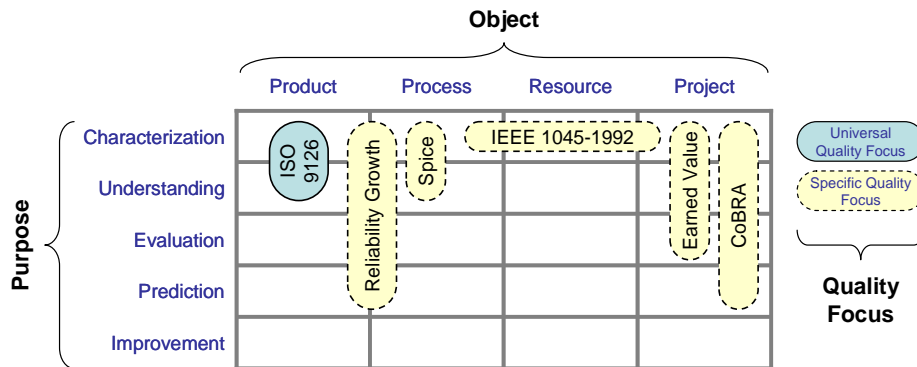 Object
Product
Process
Resource
Project
Purpose
Characterization
Understanding
Evaluation
Prediction
Improvement
ISO
9126
Reliability Growth
Spice
IEEE 1045-1992
Earned Value
CoBRA
Universal
Quality Focus
Specific Quality
Focus
Quality
Focus